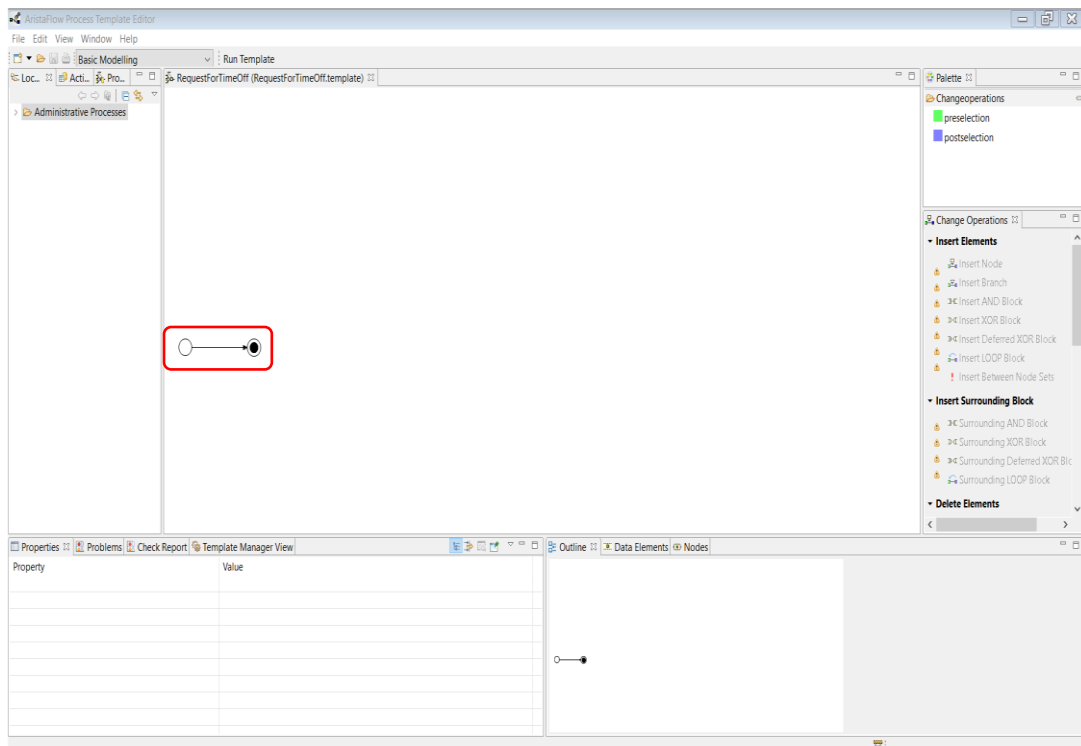 AristaFlow Process Template Editor
File Edit View Window Help
Basic Modelling Run Template
Loc... Acti... Pro... RequestForTimeOff (RequestForTimeOff.template)
Administrative Processes
Palette
Changeoperations
preselection
postselection
Change Operations
Insert Elements
Insert Node
Insert Branch
Insert AND Block
Insert XOR Block
Insert Deferred XOR Block
Insert LOOP Block
Insert Between Node Sets
Insert Surrounding Block
Surrounding AND Block
Surrounding XOR Block
Surrounding Deferred XOR Blc
Surrounding LOOP Block
Delete Elements
Properties Problems Check Report Template Manager View
Property Value
Outline Data Elements Nodes